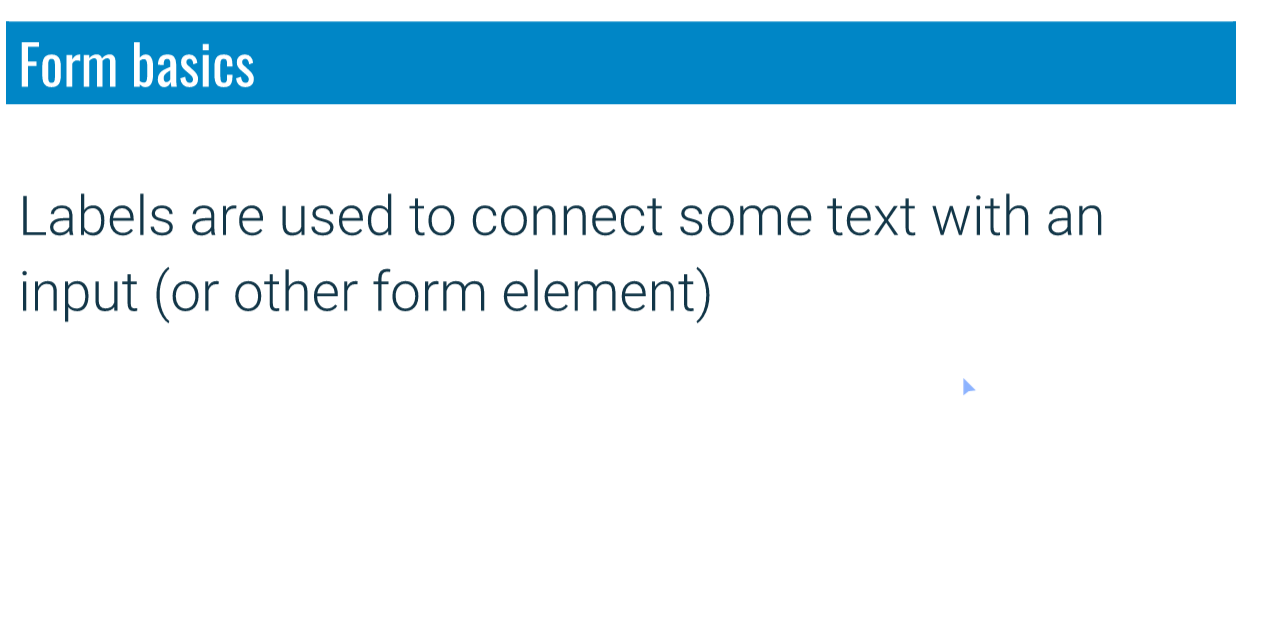 Form basics
Labels are used to connect some text with an
input (or other form element)